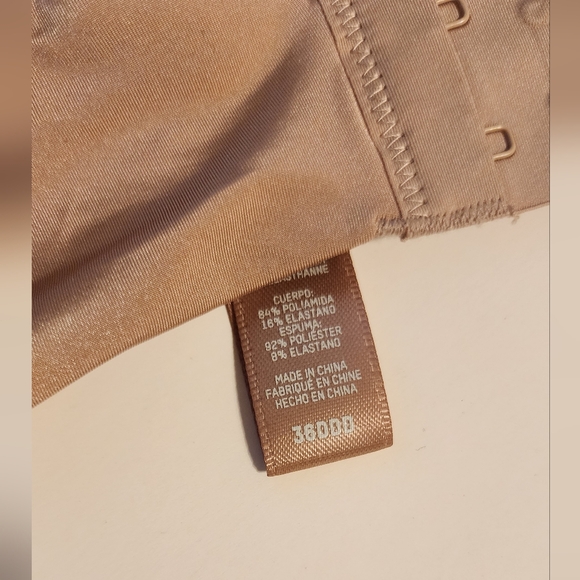 ASTHANNE
CUERPO:
84% POLIAMIDA
16% ELASTANO
ESPUMA:
92% POLIÉSTER
8% ELASTANO
MADE IN CHINA
FABRIQUÉ EN CHINE
HECHO EN CHINA
36DDD